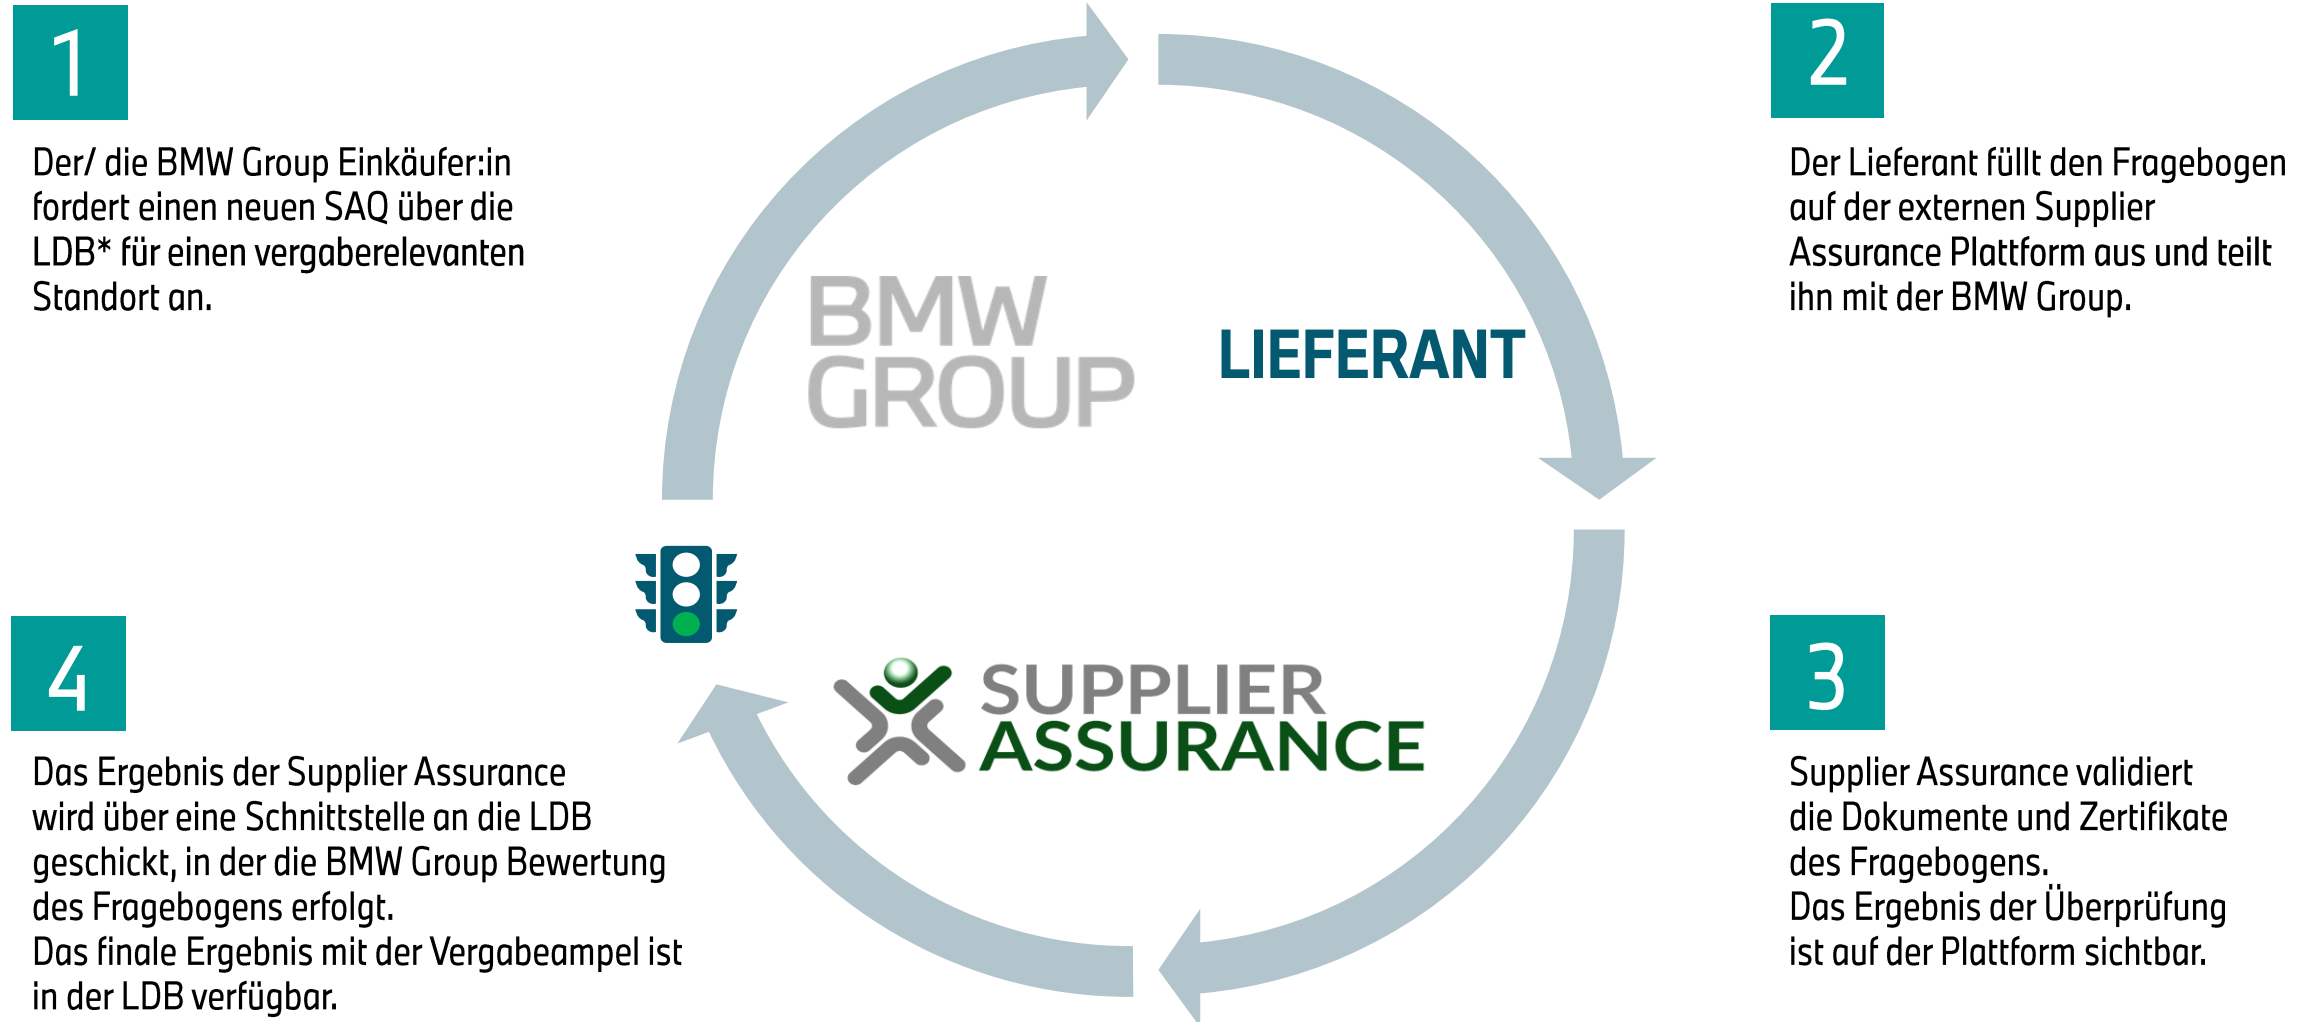 1
Der/ die BMW Group Einkäufer:in
fordert einen neuen SAQ über die
LDB* für einen vergaberelevanten
Standort an.
2
Der Lieferant füllt den Fragebogen
auf der externen Supplier
Assurance Plattform aus und teilt
ihn mit der BMW Group.
BMW
GROUP
LIEFERANT
SUPPLIER
ASSURANCE
3
Supplier Assurance validiert
die Dokumente und Zertifikate
des Fragebogens.
Das Ergebnis der Überprüfung
ist auf der Plattform sichtbar.
4
Das Ergebnis der Supplier Assurance
wird über eine Schnittstelle an die LDB
geschickt, in der die BMW Group Bewertung
des Fragebogens erfolgt.
Das finale Ergebnis mit der Vergabeampel ist
in der LDB verfügbar.